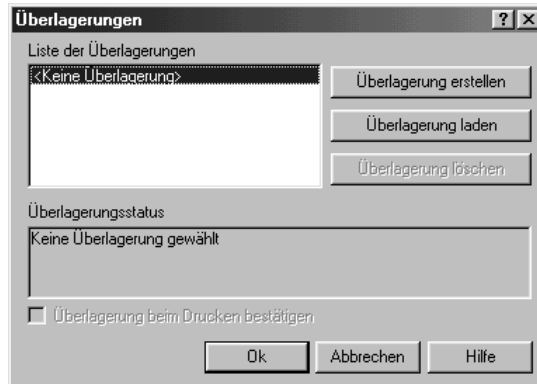 Überlagerungen
Liste der Überlagerungen
<Keine Überlagerung>
Überlagerung erstellen
Überlagerung laden
Überlagerung löschen
Überlagerungsstatus
Keine Überlagerung gewählt
Überlagerung beim Drucken bestätigen
Ok Abbrechen Hilfe